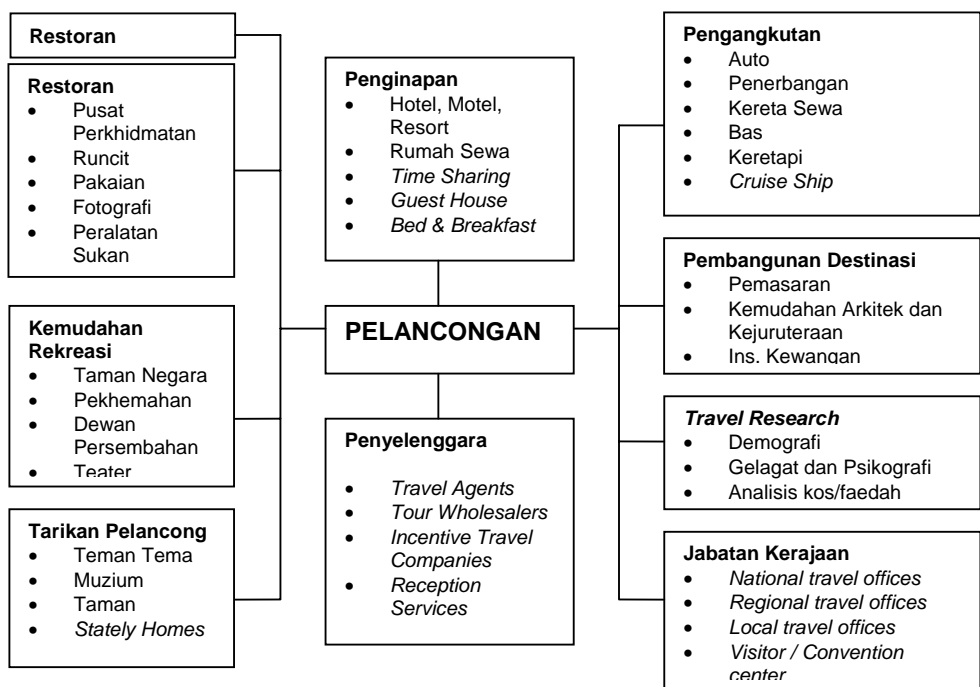 Restoran
Restoran
• Pusat
Perkhidmatan
• Runcit
• Pakaian
• Fotografi
• Peralatan
Sukan
Kemudahan
Rekreasi
• Taman Negara
• Pekhemahan
• Dewan
Persembahan
• Teater
Tarikan Pelancong
• Teman Tema
• Muzium
• Taman
• Stately Homes
Penginapan
• Hotel, Motel,
Resort
• Rumah Sewa
• Time Sharing
• Guest House
• Bed & Breakfast
PELANCONGAN
Penyelenggara
• Travel Agents
• Tour Wholesalers
• Incentive Travel
Companies
• Reception
Services
Pengangkutan
• Auto
• Penerbangan
• Kereta Sewa
• Bas
• Keretapi
• Cruise Ship
Pembangunan Destinasi
• Pemasaran
• Kemudahan Arkitek dan
Kejuruteraan
• Ins. Kewangan
Travel Research
• Demografi
• Gelagat dan Psikografi
• Analisis kos/faedah
Jabatan Kerajaan
• National travel offices
• Regional travel offices
• Local travel offices
• Visitor / Convention
center